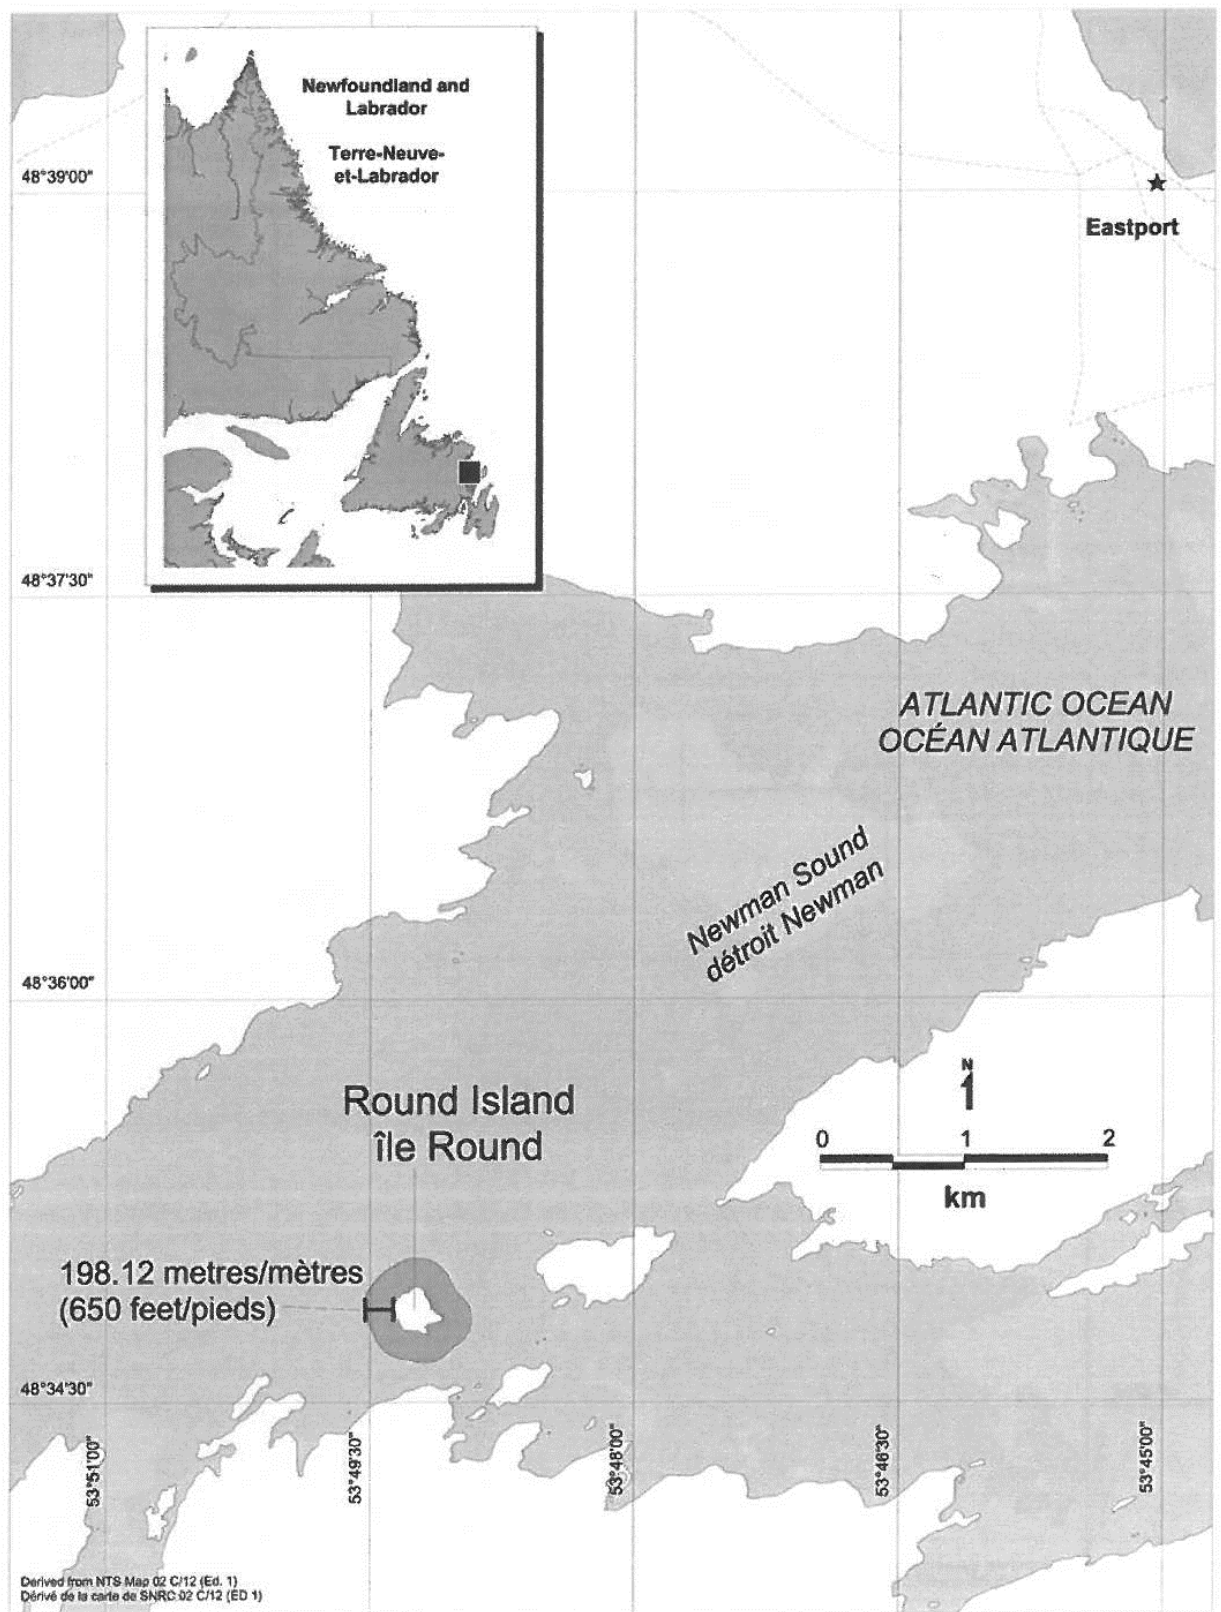 Newfoundland and
Labrador
Terre-Neuve-
et-Labrador
48°39'00"
Eastport
48°37'30"
ATLANTIC OCEAN
OCÉAN ATLANTIQUE
Newman Sound
détroit Newman
48°36'00"
N
Round Island
île Round
0 1 2
km
198.12 metres/mètres
(650 feet/pieds)
48°34'30"
53°51'00"
53°49'30"
53°48'00"
53°46'30"
53°45'00"
Derived from NTS Map 02 C/12 (Ed. 1)
Dérivé de la carte de SNRC 02 C/12 (ED 1)